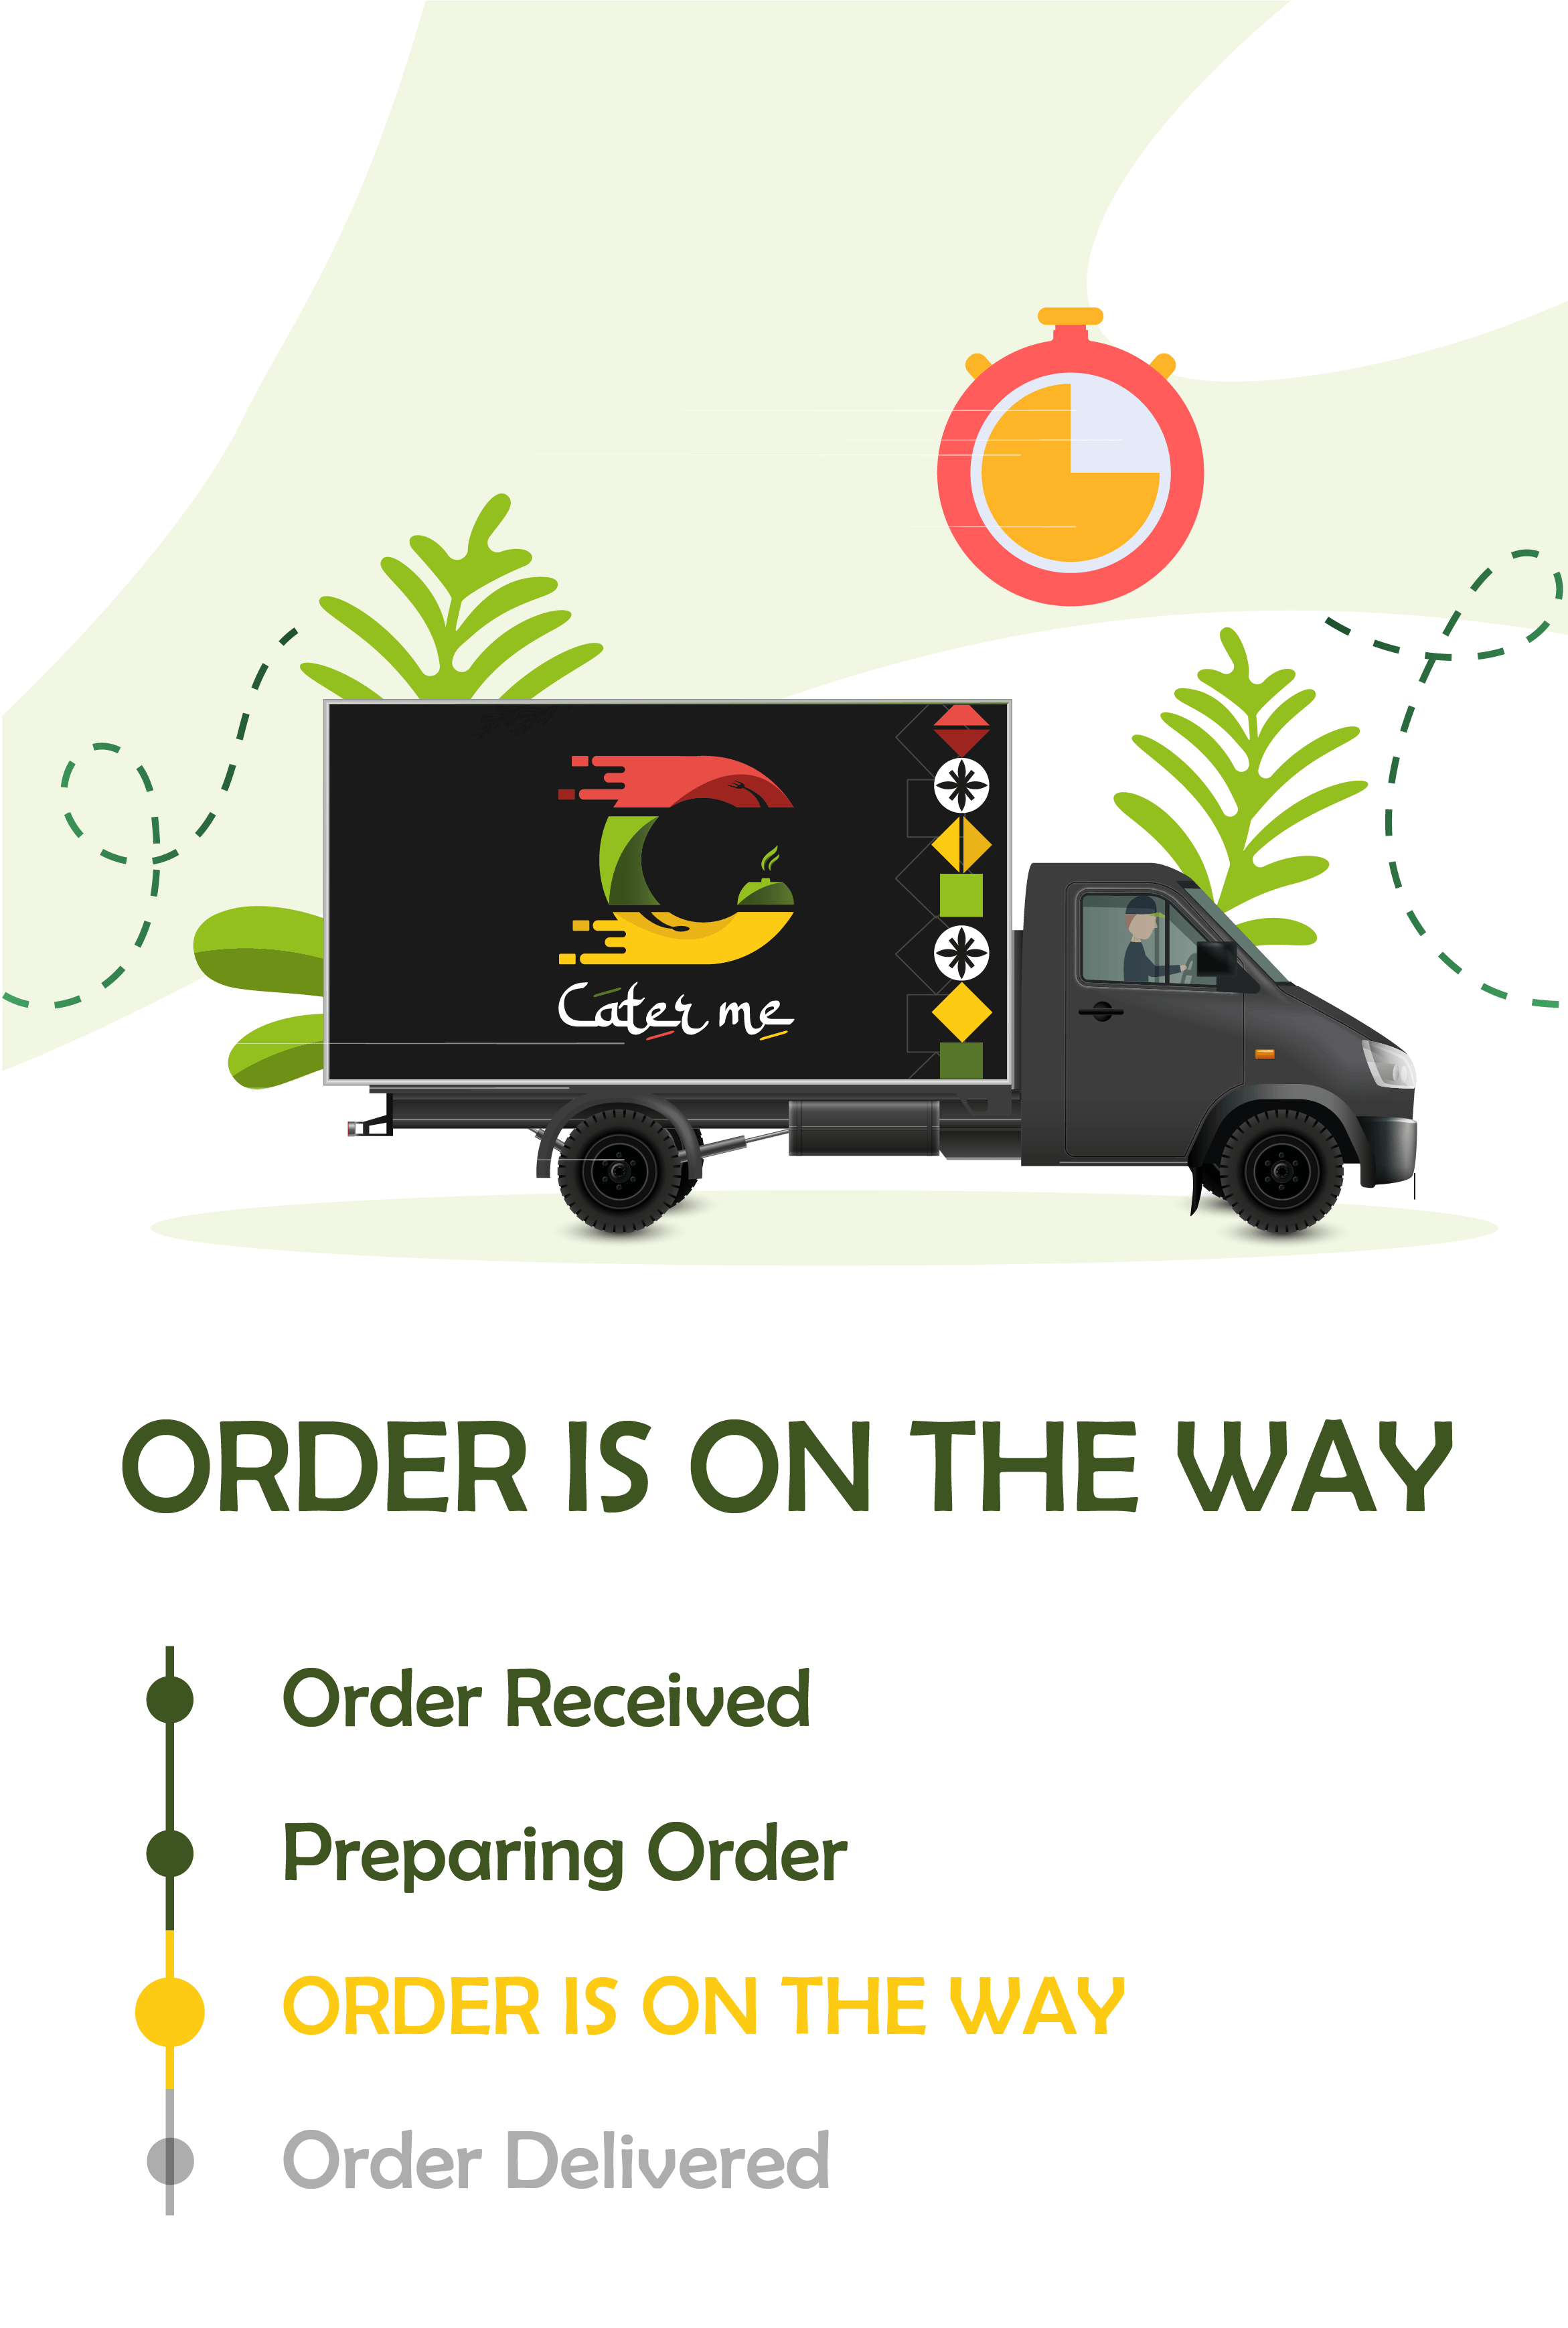 Cater me
ORDER IS ON THE WAY
Order Received
Preparing Order
ORDER IS ON THE WAY
Order Delivered